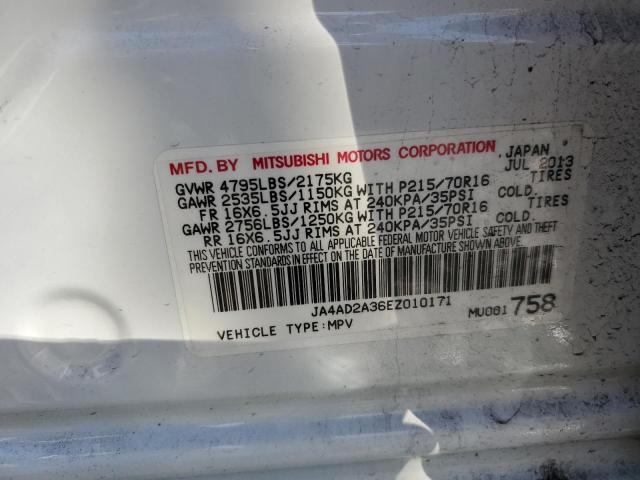 MFD. BY MITSUBISHI MOTORS CORPORATION JAPAN
JUL 2013
GVWR 4795LBS/2175KG
GAWR 2535LBS/1150KG WITH P215/70R16 TIRES
FR 16X6.5JJ RIMS AT 240KPA/35PSI COLD.
GAWR 2756LBS/1250KG WITH P215/70R16 TIRES
RR 16X6.5JJ RIMS AT 240KPA/35PSI COLD.
THIS VEHICLE CONFORMS TO ALL APPLICABLE FEDERAL MOTOR VEHICLE SAFETY AND THEFT
PREVENTION STANDARDS IN EFFECT ON THE DATE OF MANUFACTURE SHOWN ABOVE.
JA4AD2A36EZ010171
VEHICLE TYPE:MPV
MU001 758